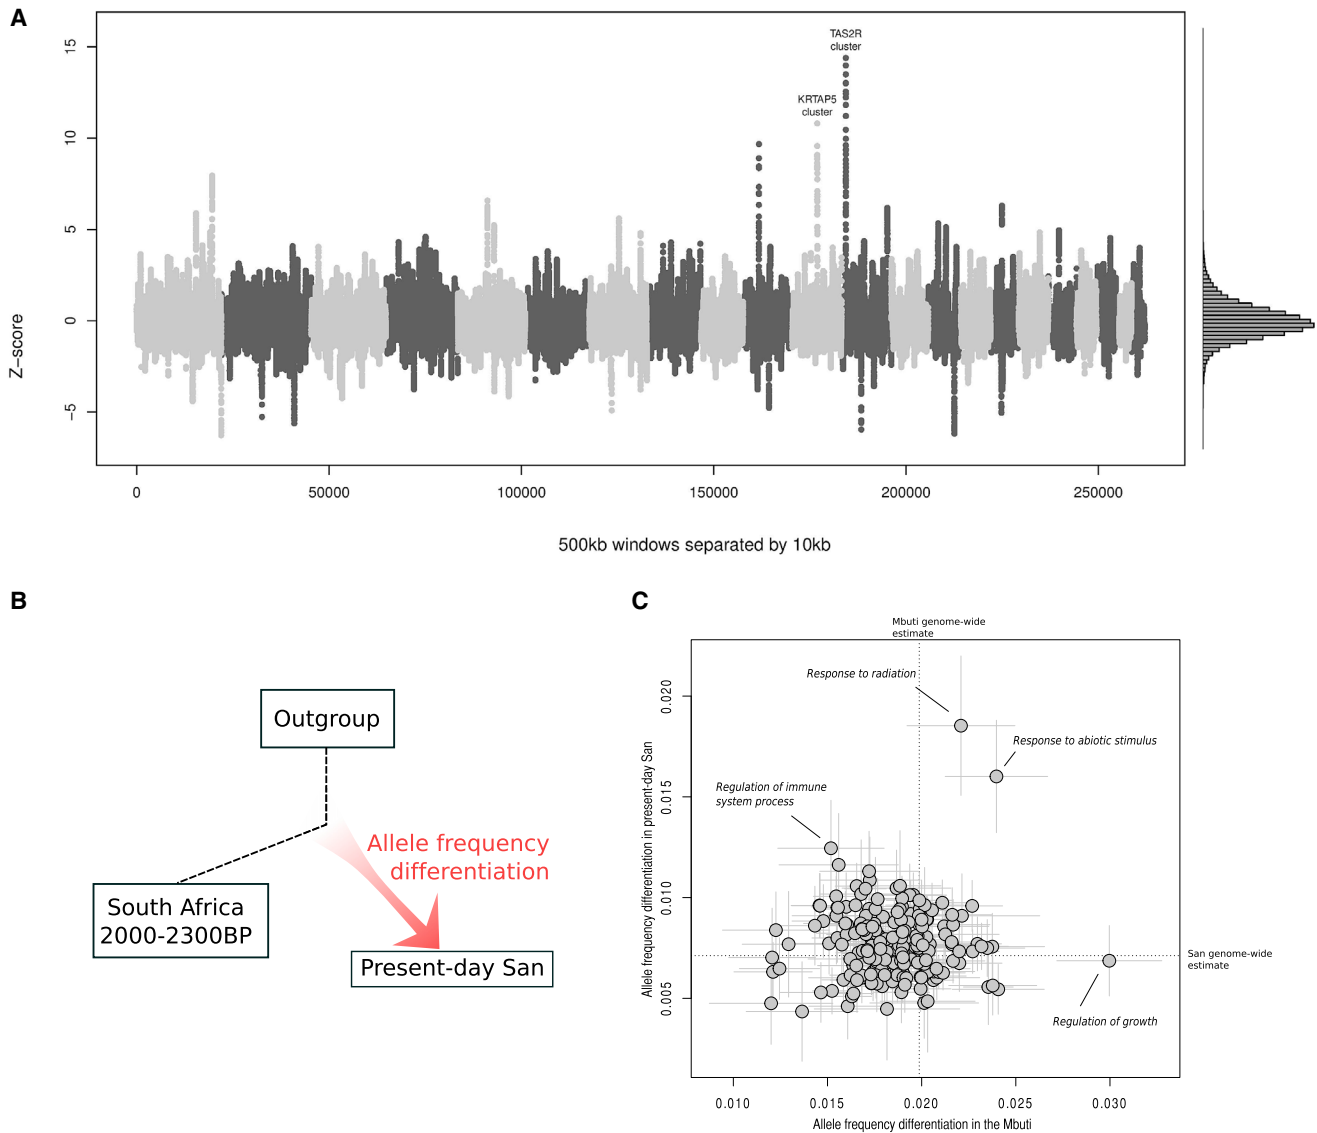 A
TAS2R
cluster
KRTAP5
cluster
15
10
5
0
−5
Z−score
0
50000
100000
150000
200000
250000
500kb windows separated by 10kb
B
Outgroup
Allele frequency
differentiation
South Africa
2000-2300BP
Present-day San
C
Mbuti genome-wide
estimate
Response to radiation
Response to abiotic stimulus
Regulation of immune
system process
San genome-wide
estimate
Regulation of growth
0.020
0.015
0.010
0.005
Allele frequency differentiation in present-day San
0.010
0.015
0.020
0.025
0.030
Allele frequency differentiation in the Mbuti